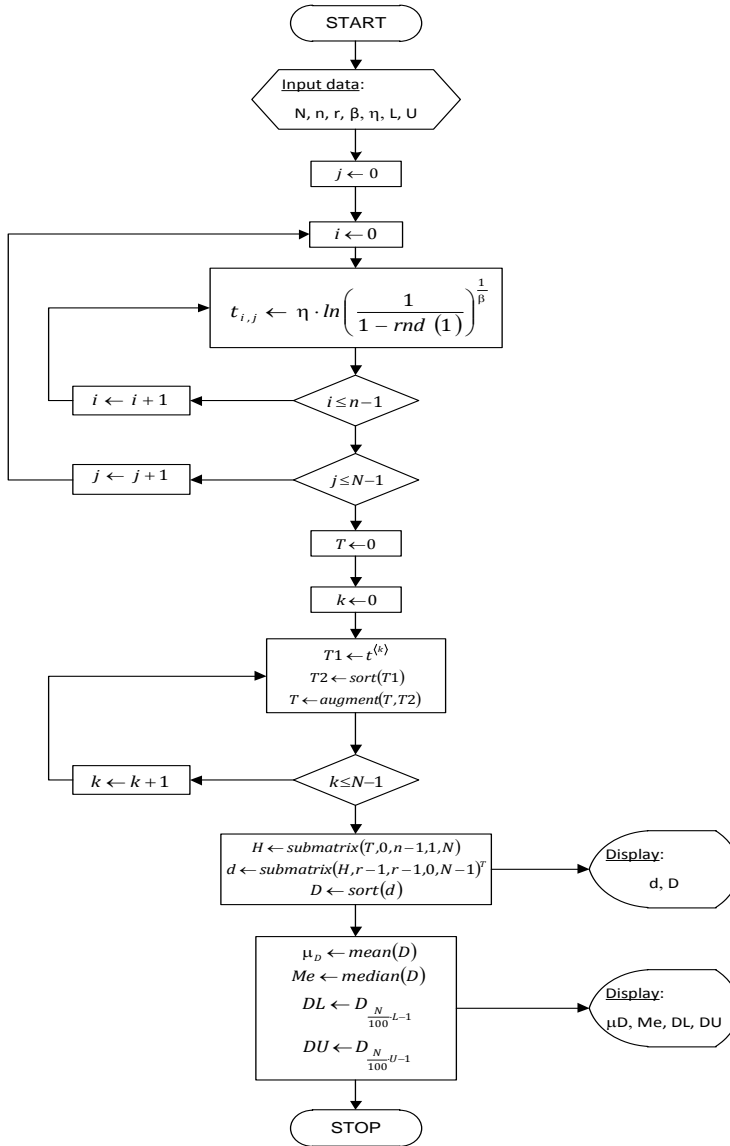 START
Input data:
N, n, r, β, η, L, U
j ← 0
i ← 0
t_{i,j} ← η · ln(1 / (1 − rnd (1)))^{1/β}
i ← i + 1
i ≤ n−1
j ← j + 1
j ≤ N−1
T ← 0
k ← 0
T1 ← t^{⟨k⟩}
T2 ← sort(T1)
T ← augment(T, T2)
k ← k + 1
k ≤ N−1
H ← submatrix(T,0,n−1,1,N)
d ← submatrix(H,r−1,r−1,0,N−1)^T
D ← sort(d)
Display:
d, D
μ_D ← mean(D)
Me ← median(D)
DL ← D_{N/100·L−1}
DU ← D_{N/100·U−1}
Display:
μD, Me, DL, DU
STOP